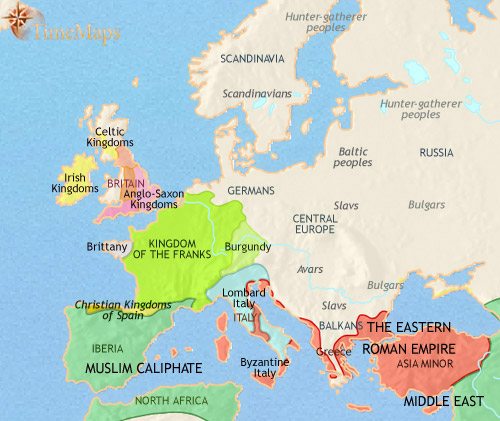 TimeMaps
Hunter-gatherer
peoples
SCANDINAVIA
Scandinavians
Hunter-gatherer
peoples
Celtic
Kingdoms
Baltic
peoples
RUSSIA
Irish
Kingdoms
BRITAIN
Anglo-Saxon
Kingdoms
GERMANS
Slavs
Bulgars
CENTRAL
EUROPE
Brittany
KINGDOM
OF THE FRANKS
Burgundy
Avars
Bulgars
Christian Kingdoms
of Spain
Lombard
Italy
ITALY
Slavs
BALKANS
THE EASTERN
ROMAN EMPIRE
ASIA MINOR
Greece
IBERIA
MUSLIM CALIPHATE
Byzantine
Italy
NORTH AFRICA
MIDDLE EAST